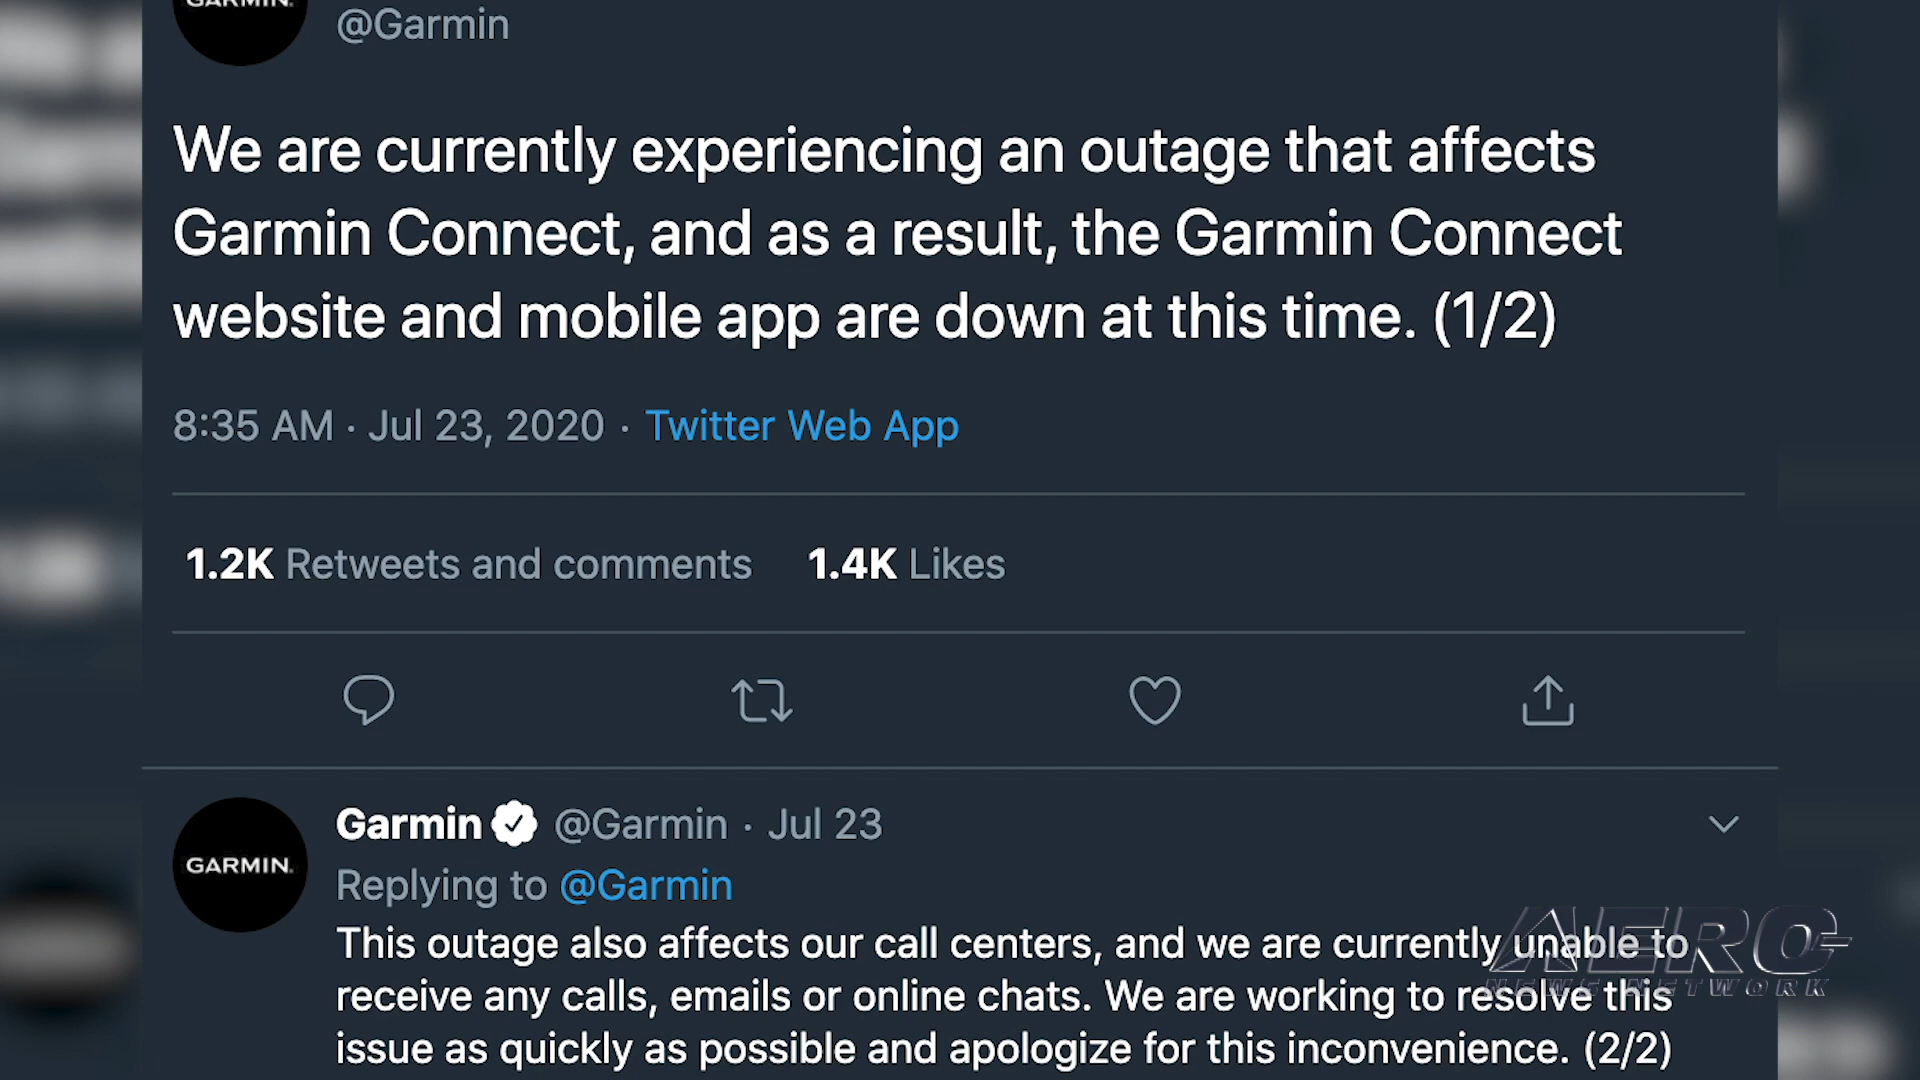 GARMIN.
@Garmin
We are currently experiencing an outage that affects
Garmin Connect, and as a result, the Garmin Connect
website and mobile app are down at this time. (1/2)
8:35 AM · Jul 23, 2020 · Twitter Web App
1.2K Retweets and comments 1.4K Likes
Garmin @Garmin · Jul 23
GARMIN.
Replying to @Garmin
This outage also affects our call centers, and we are currently unable to
receive any calls, emails or online chats. We are working to resolve this
issue as quickly as possible and apologize for this inconvenience. (2/2)
AERO
NEWS NETWORK